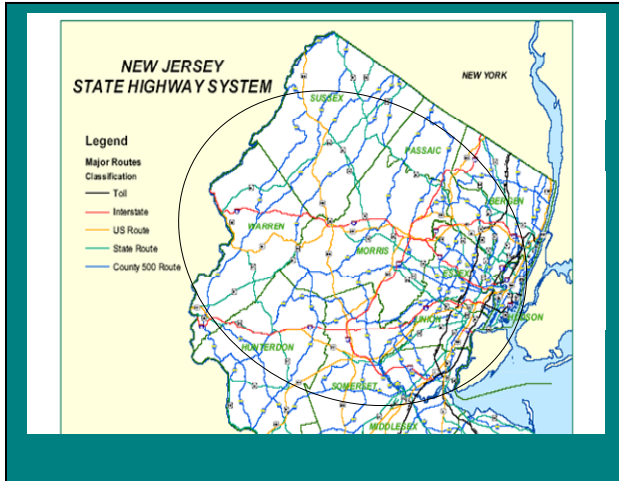 NEW JERSEY
STATE HIGHWAY SYSTEM
NEW YORK
SUSSEX
Legend
Major Routes
Classification
Toll
Interstate
US Route
State Route
County 500 Route
PASSAIC
BERGEN
WARREN
MORRIS
ESSEX
UNION
HUDSON
HUNTERDON
SOMERSET
MIDDLESEX